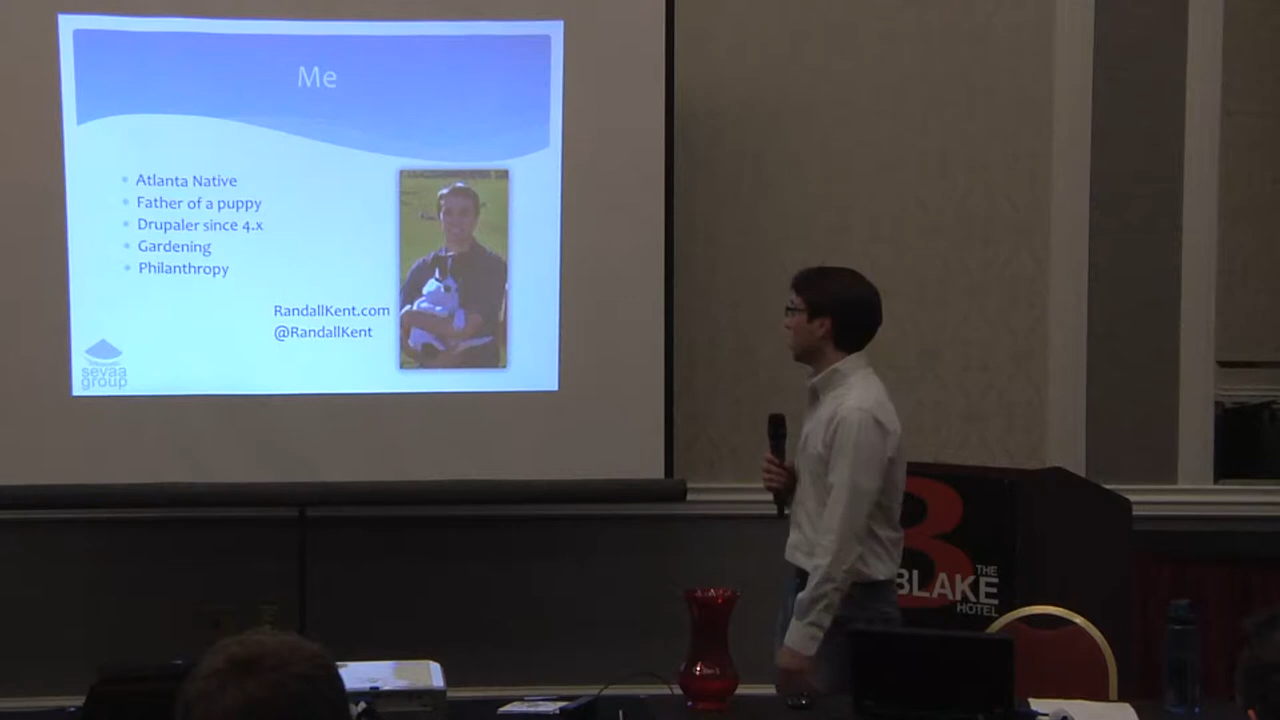 Me
Atlanta Native
Father of a puppy
Drupaler since 4.x
Gardening
Philanthropy
RandallKent.com
@RandallKent
sevaa
group
B
THE
BLAKE
HOTEL